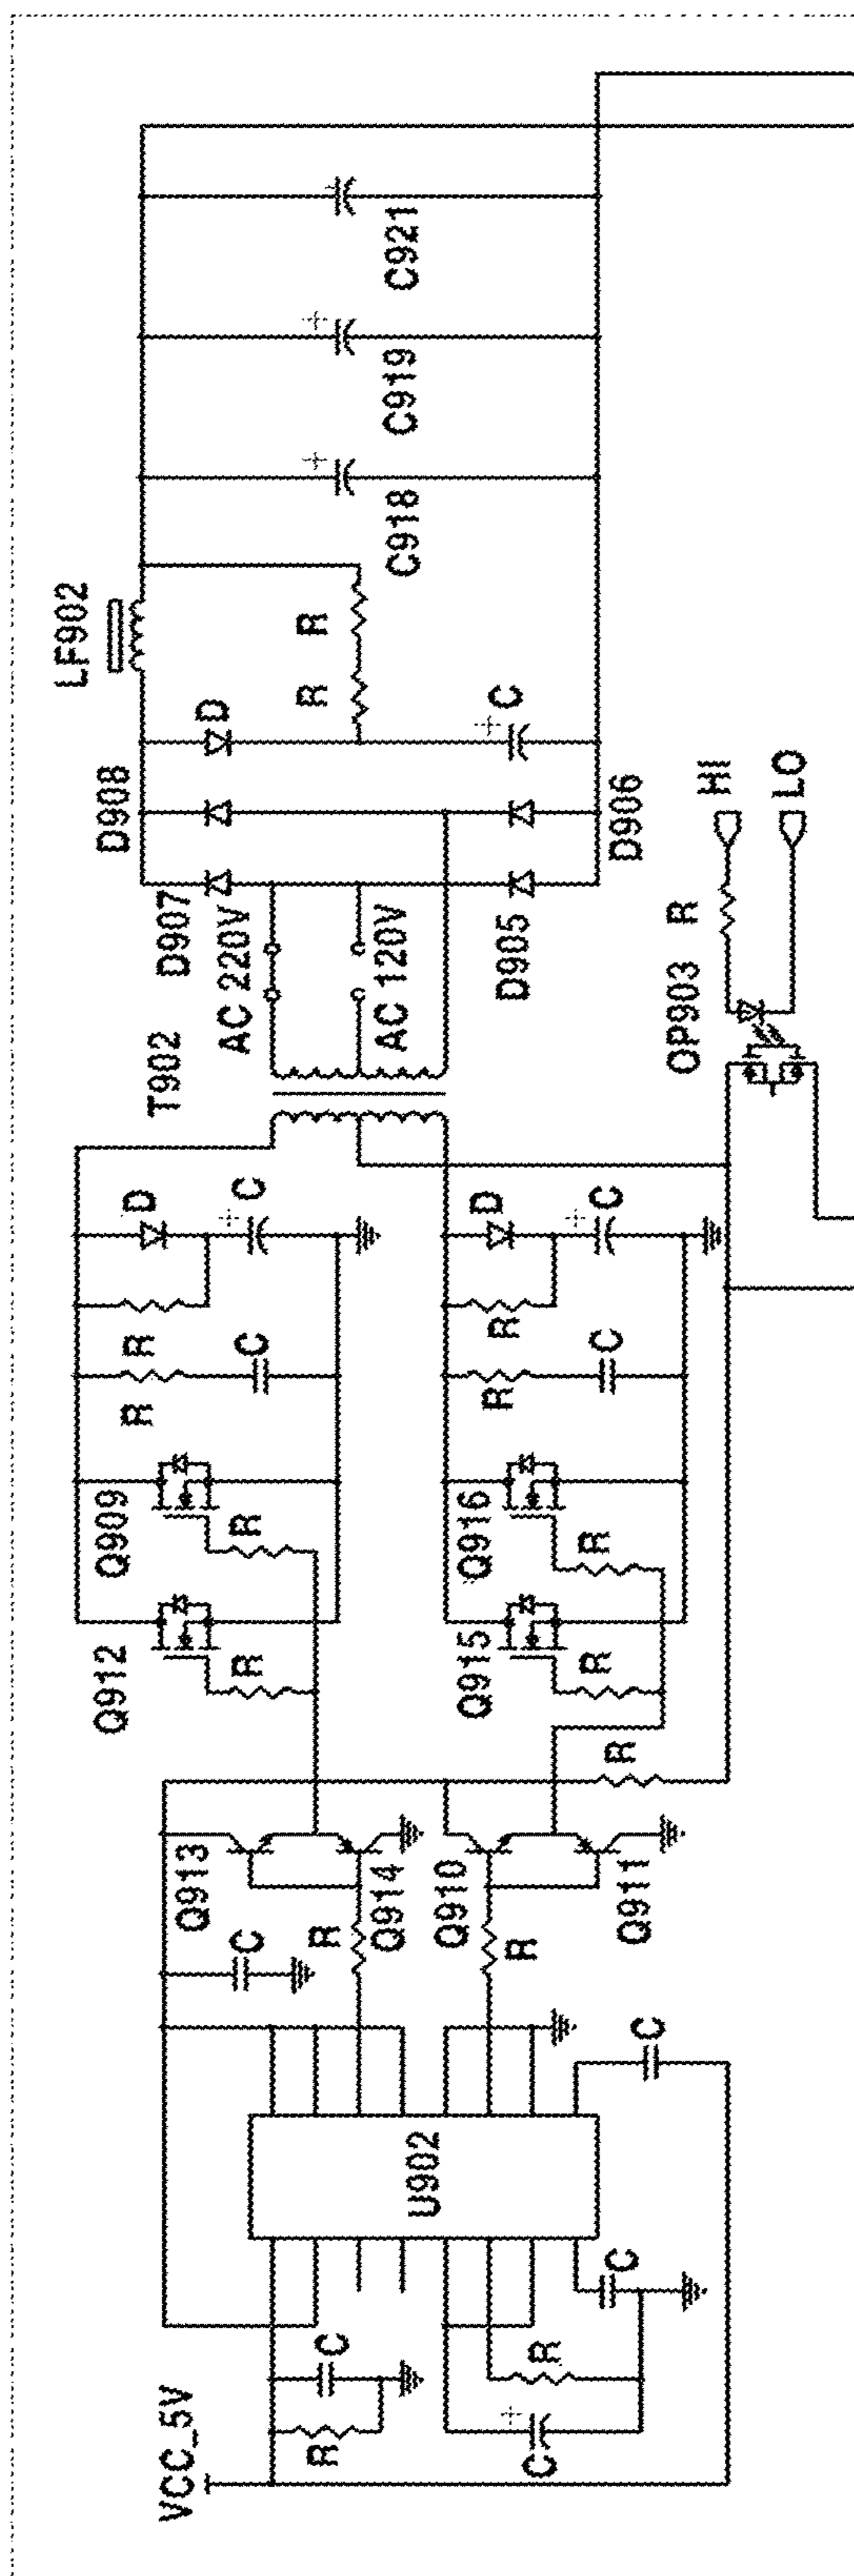 VCC_5V
R
C
C
R
C
U902
C
C
R
R
Q913
Q914
Q910
Q911
R
Q912
R
Q909
R
Q915
R
Q916
R
R
R
C
D
C
R
R
C
D
C
T902
AC 220V
AC 120V
OP903
R
HI
LO
D907
D908
D905
D906
D
C
R
R
LF902
C918
C919
C921